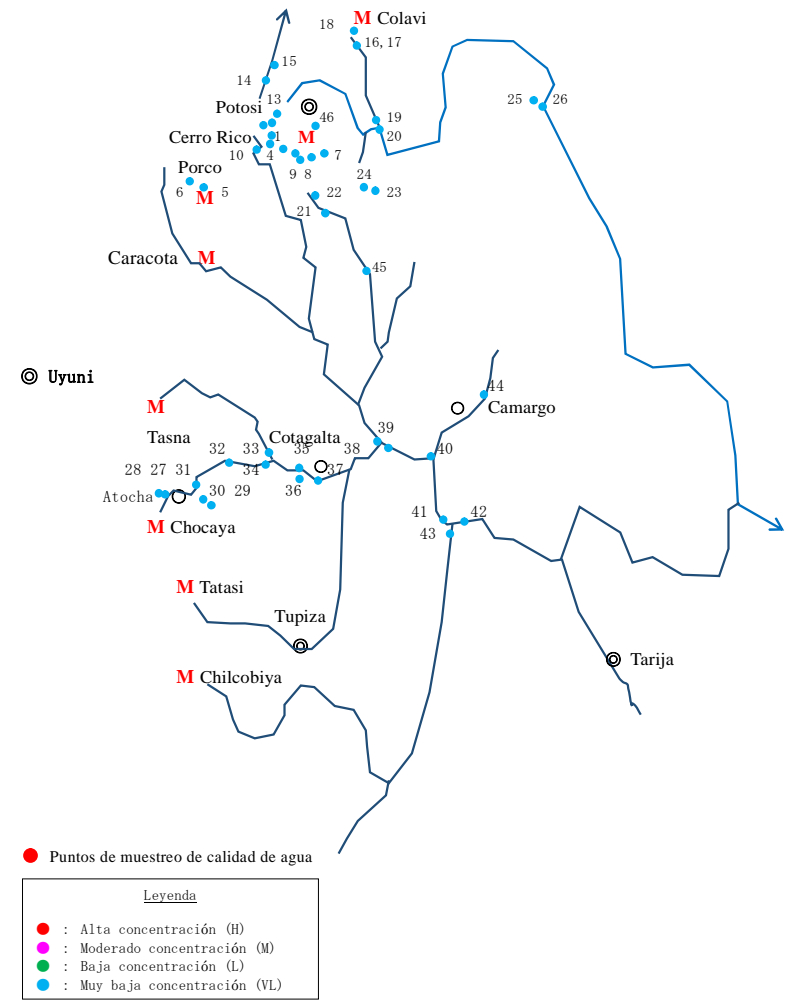 18
M Colavi
16,17
15
14
25
26
13
Potosi
46
19
M
20
Cerro Rico
1
10
4
9
8
7
Porco
24
6
M
5
22
23
21
Caracota
M
45
Uyuni
M
44
Camargo
Tasna
Cotagalta
39
32
33
35
38
40
28
27
31
34
37
36
Atocha
30
29
M Chocaya
41
42
43
M Tatasi
Tupiza
Tarija
M Chilcobiya
Puntos de muestreo de calidad de agua
Leyenda
: Alta concentración (H)
: Moderado concentración (M)
: Baja concentración (L)
: Muy baja concentración (VL)